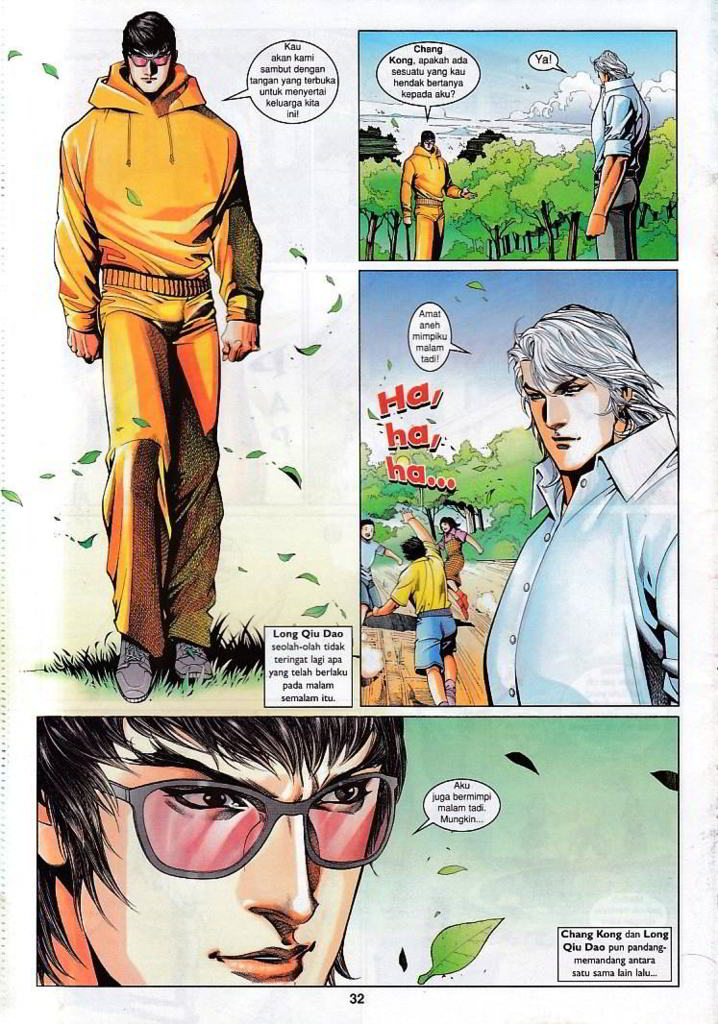 Kau
akan kami
sambut dengan
tangan yang terbuka
untuk menyertai
keluarga kita
ini!
Chang
Kong, apakah ada
sesuatu yang kau
hendak bertanya
kepada aku?
Ya!
Amat
aneh
mimpiku
malam
tadi!
Ha,
ha,
ha...
Long Qiu Dao
seolah-olah tidak
teringat lagi apa
yang telah berlaku
pada malam
semalam itu.
Aku
juga bermimpi
malam tadi.
Mungkin...
Chang Kong dan Long
Qiu Dao pun pandang-
memandang antara
satu sama lain lalu...
32